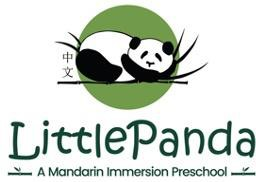 中文
LittlePanda
A Mandarin Immersion Preschool